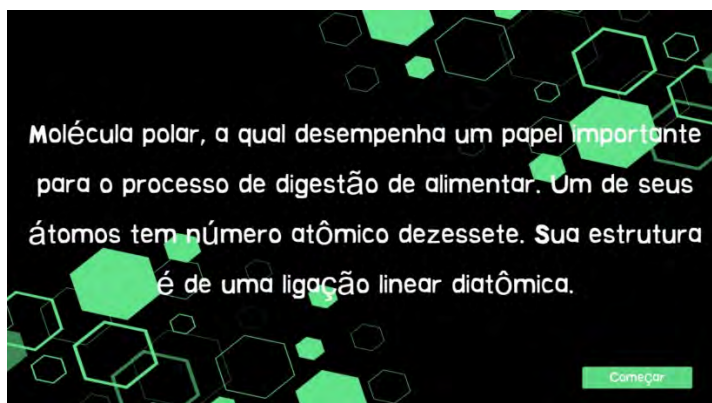 Molécula polar, a qual desempenha um papel importante
para o processo de digestão de alimentar. Um de seus
átomos tem número atômico dezessete. Sua estrutura
é de uma ligação linear diatômica.
Começar